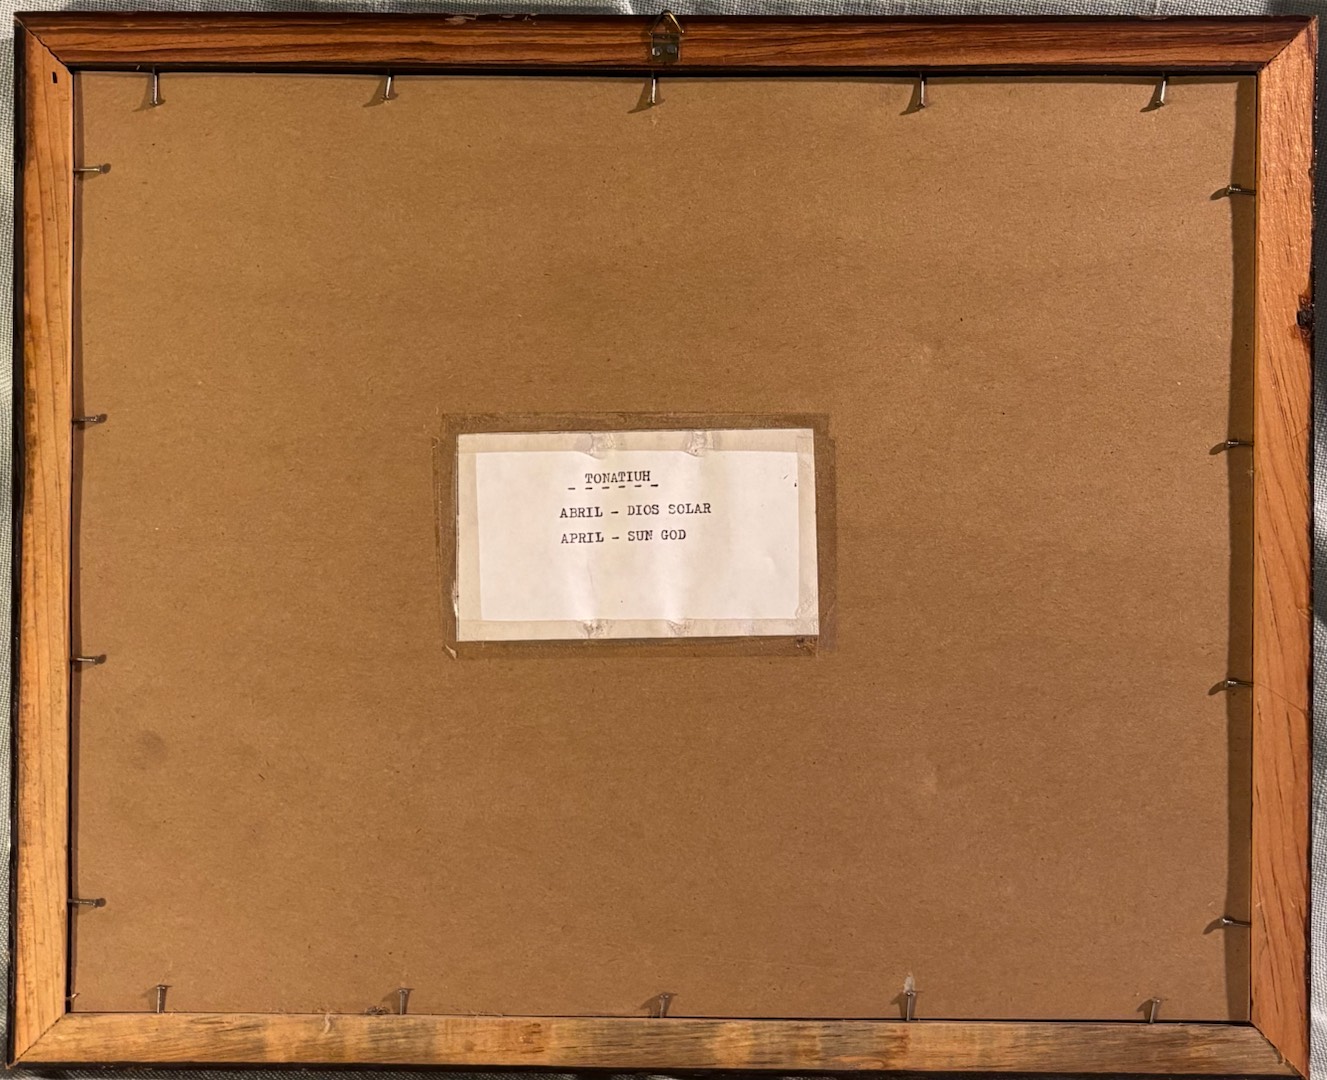 TONATIUH
- - - - - -
ABRIL - DIOS SOLAR
APRIL - SUN GOD